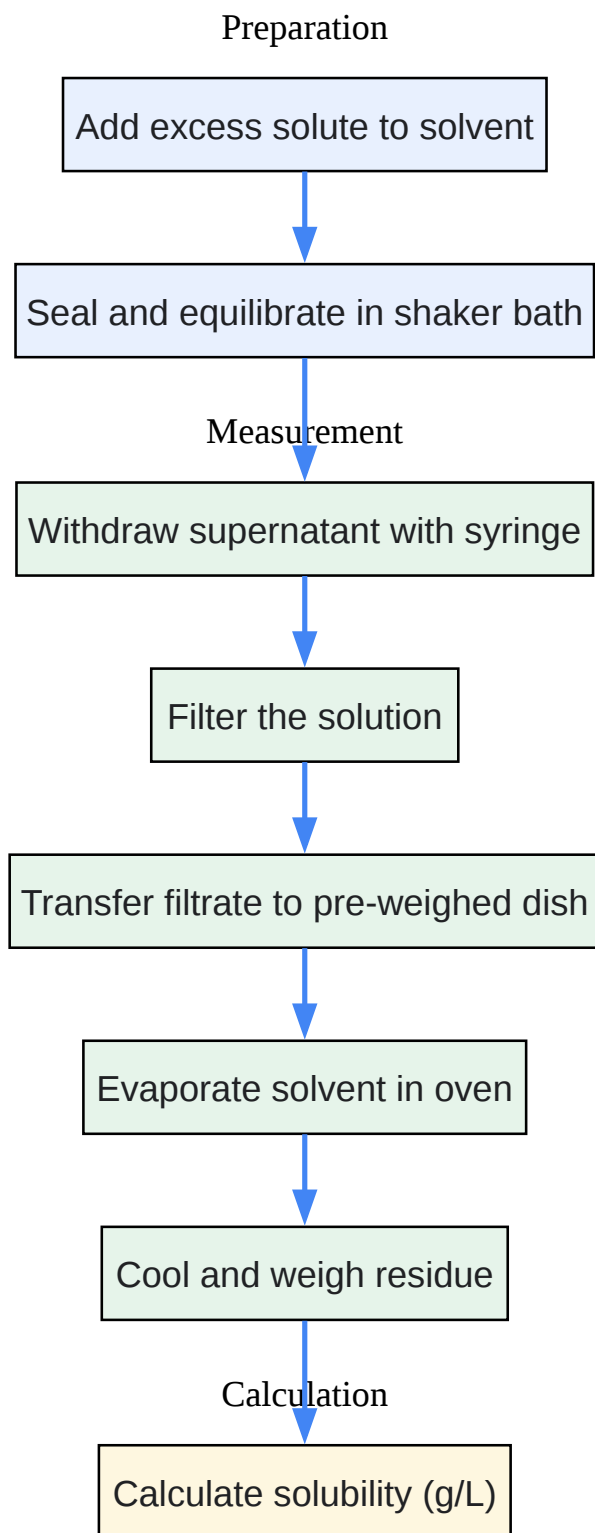 Preparation
Add excess solute to solvent
Seal and equilibrate in shaker bath
Measurement
Withdraw supernatant with syringe
Filter the solution
Transfer filtrate to pre-weighed dish
Evaporate solvent in oven
Cool and weigh residue
Calculation
Calculate solubility (g/L)